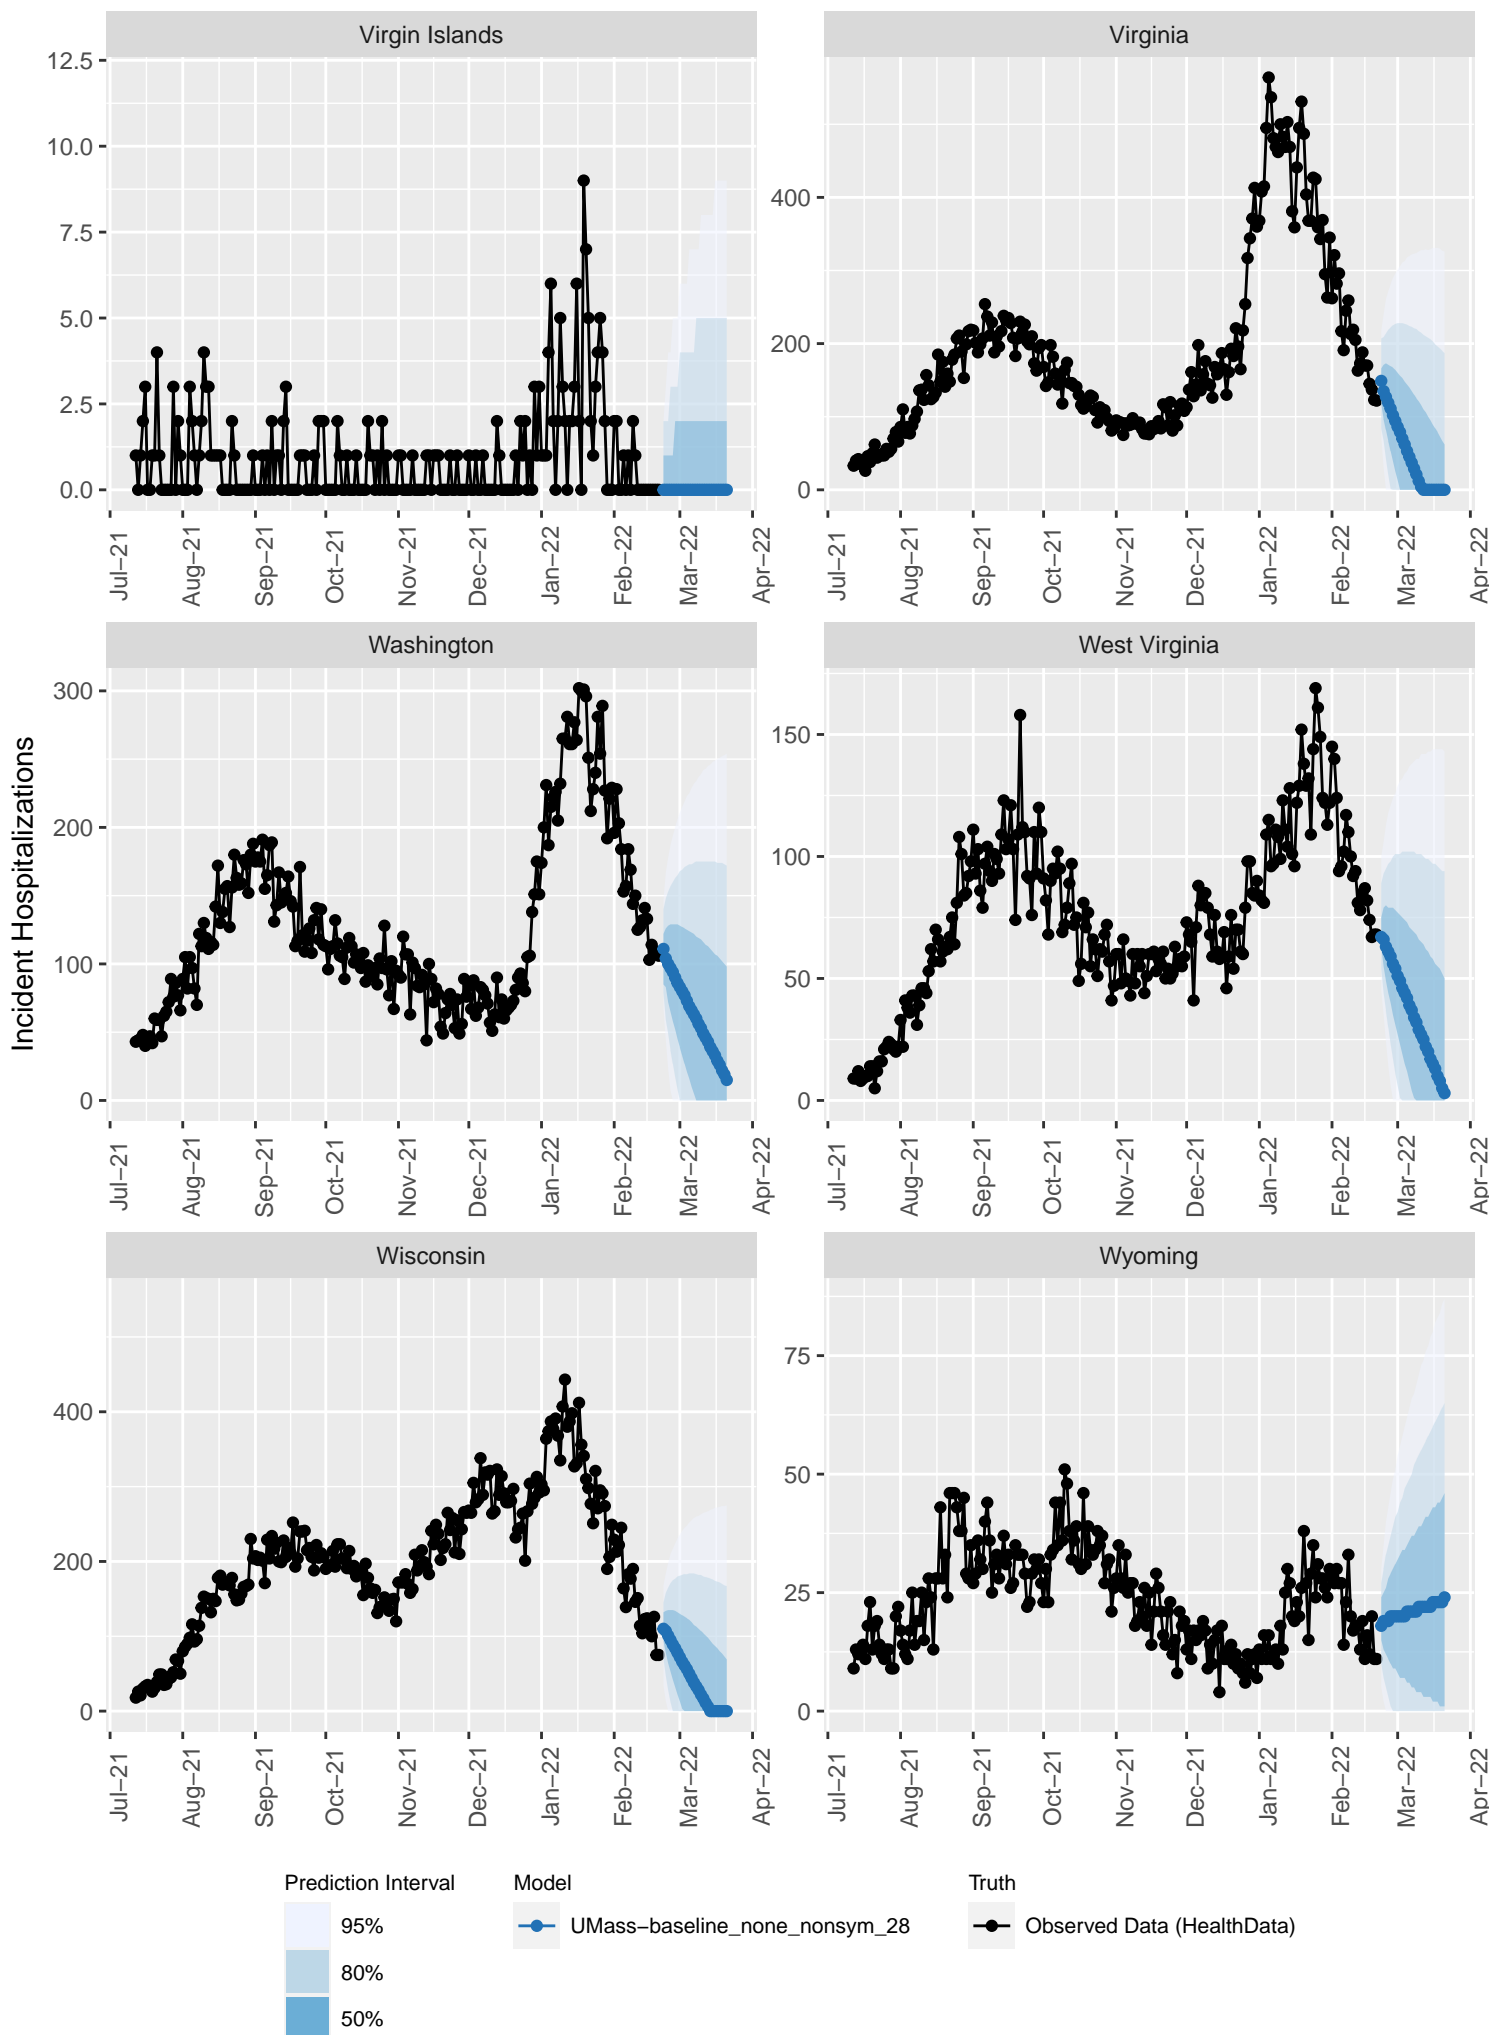 Virgin Islands
Virginia
12.5
10.0
7.5
5.0
2.5
0.0
400
200
0
Jul−21
Aug−21
Sep−21
Oct−21
Nov−21
Dec−21
Jan−22
Feb−22
Mar−22
Apr−22
Jul−21
Aug−21
Sep−21
Oct−21
Nov−21
Dec−21
Jan−22
Feb−22
Mar−22
Apr−22
Washington
West Virginia
Incident Hospitalizations
300
200
100
0
150
100
50
0
Jul−21
Aug−21
Sep−21
Oct−21
Nov−21
Dec−21
Jan−22
Feb−22
Mar−22
Apr−22
Jul−21
Aug−21
Sep−21
Oct−21
Nov−21
Dec−21
Jan−22
Feb−22
Mar−22
Apr−22
Wisconsin
Wyoming
400
200
0
75
50
25
0
Jul−21
Aug−21
Sep−21
Oct−21
Nov−21
Dec−21
Jan−22
Feb−22
Mar−22
Apr−22
Jul−21
Aug−21
Sep−21
Oct−21
Nov−21
Dec−21
Jan−22
Feb−22
Mar−22
Apr−22
Prediction Interval
95%
80%
50%
Model
UMass−baseline_none_nonsym_28
Truth
Observed Data (HealthData)